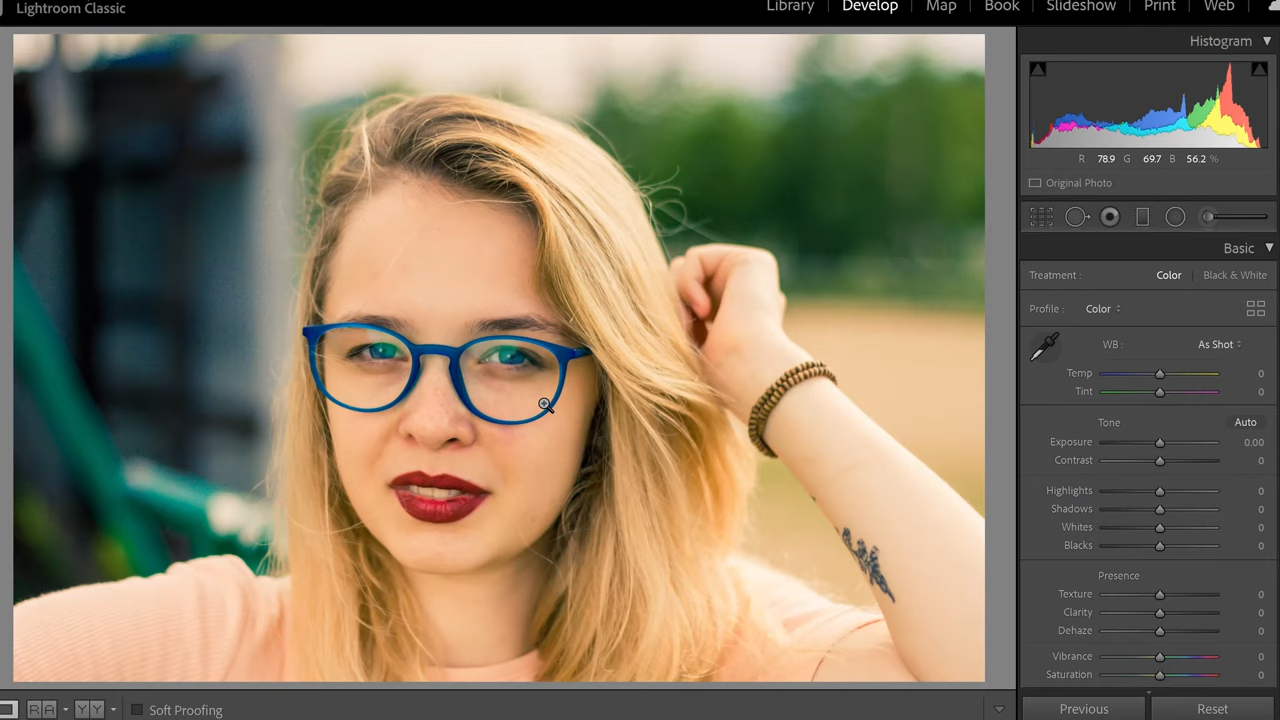 Lightroom Classic
Library | Develop | Map | Book | Slideshow | Print | Web
Histogram
R 78.9 G 69.7 B 56.2 %
Original Photo
Basic
Treatment : Color | Black & White
Profile : Color
WB : As Shot
Temp 0
Tint 0
Tone Auto
Exposure 0.00
Contrast 0
Highlights 0
Shadows 0
Whites 0
Blacks 0
Presence
Texture 0
Clarity 0
Dehaze 0
Vibrance 0
Saturation 0
R A Y Y Soft Proofing
Previous Reset